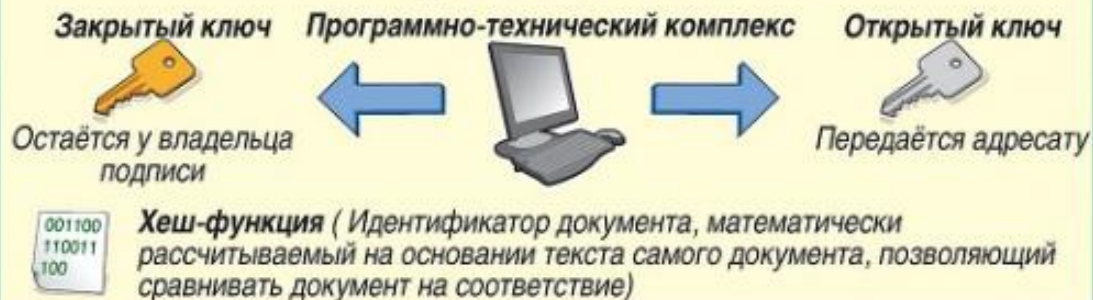 Закрытый ключ
Программно-технический комплекс
Открытый ключ
Остаётся у владельца
подписи
Передаётся адресату
001100
110011
100
Хеш-функция ( Идентификатор документа, математически
рассчитываемый на основании текста самого документа, позволяющий
сравнивать документ на соответствие)